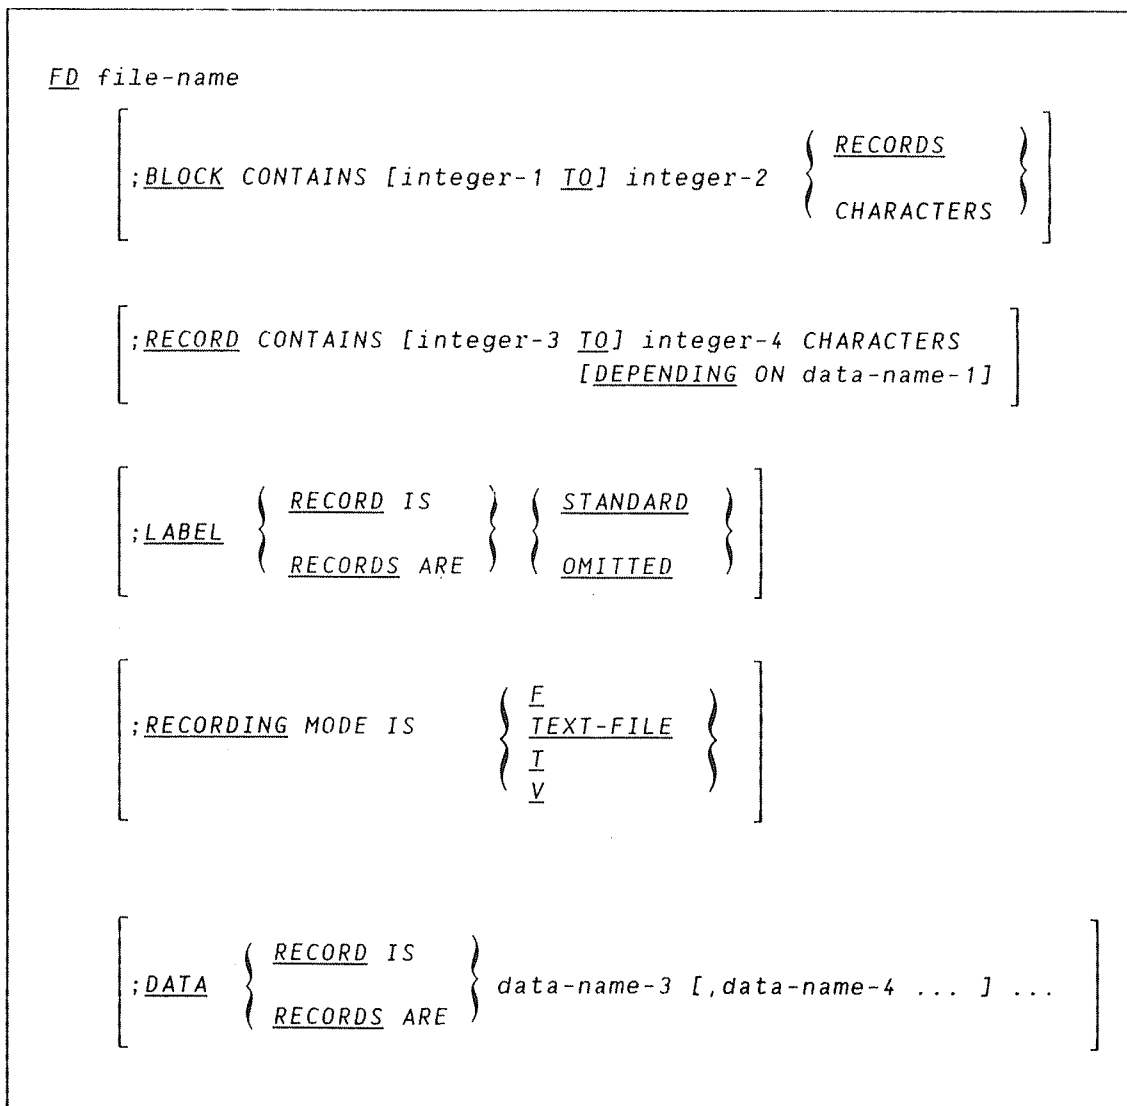 FD file-name
RECORDS
;BLOCK CONTAINS [integer-1 TO] integer-2
CHARACTERS
;RECORD CONTAINS [integer-3 TO] integer-4 CHARACTERS
[DEPENDING ON data-name-1]
RECORD IS STANDARD
;LABEL
RECORDS ARE OMITTED
F
;RECORDING MODE IS TEXT-FILE
T
V
RECORD IS
;DATA data-name-3 [,data-name-4 ... ] ...
RECORDS ARE